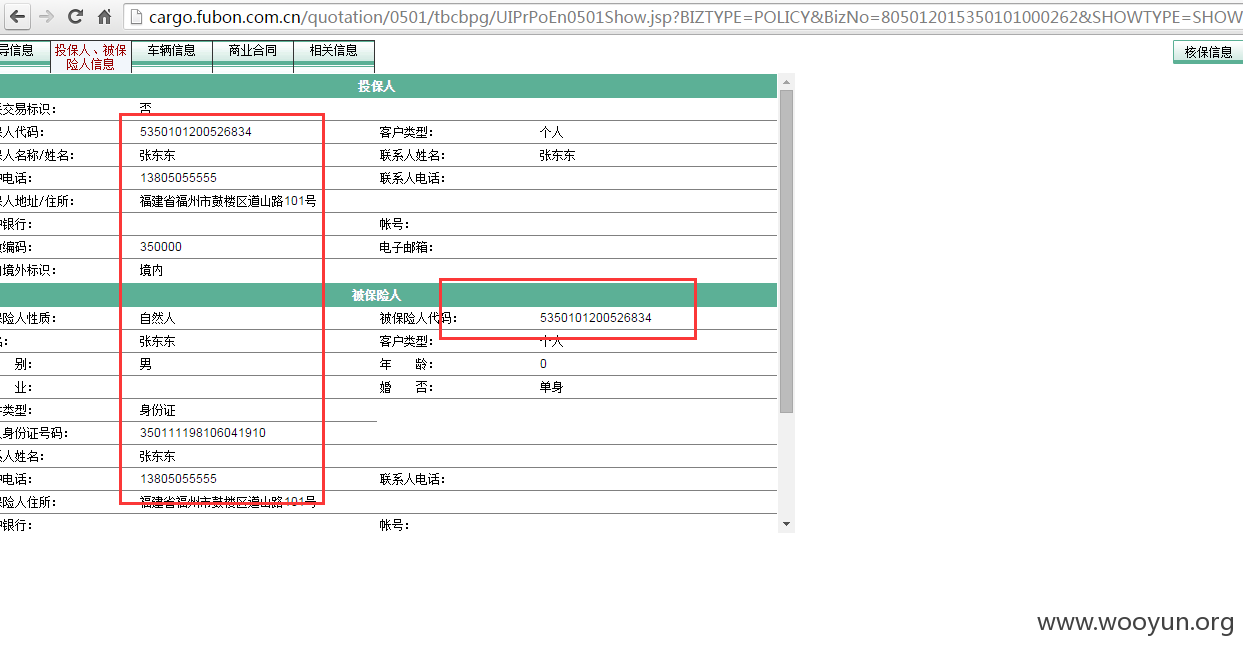 cargo.fubon.com.cn/quotation/0501/tbcbpg/UIPrPoEn0501Show.jsp?BIZTYPE=POLICY&BizNo=805012015350101000262&SHOWTYPE=SHOW
导信息 投保人、被保险人信息 车辆信息 商业合同 相关信息 核保信息
投保人
交易标识： 否
保人代码： 5350101200526834 客户类型： 个人
保人名称/姓名： 张东东 联系人姓名： 张东东
电话： 13805055555 联系人电话：
保人地址/住所： 福建省福州市鼓楼区道山路101号
银行： 帐号：
编码： 350000 电子邮箱：
境外标识： 境内
被保险人
保险人性质： 自然人 被保险人代码： 5350101200526834
名： 张东东 客户类型： 个人
别： 男 年 龄： 0
业： 婚 否： 单身
类型： 身份证
身份证号码： 350111198106041910
人姓名： 张东东
电话： 13805055555 联系人电话：
保险人住所： 福建省福州市鼓楼区道山路101号
银行： 帐号：
www.wooyun.org